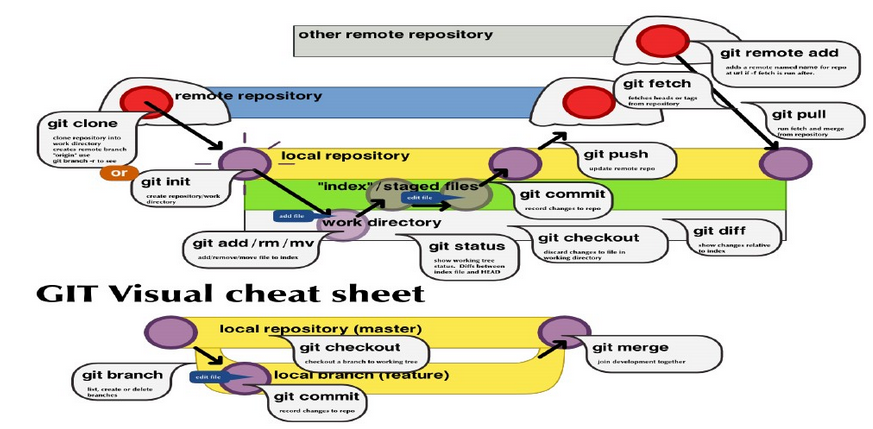 other remote repository
git remote add
adds a remote named name for repo
at url if -f fetch is run after.
git fetch
fetches heads or tags
from repository
remote repository
git clone
clone repository into
work directory
creates remote branch
"origin" use
git branch -r to see
git pull
run fetch and merge
from repository
or
git init
create repository/work
directory
local repository
git push
update remote repo
"index"/staged files
edit file
git commit
record changes to repo
add file
work directory
git add/rm/mv
add/remove/move file to index
git status
show working tree
status. Diffs between
index file and HEAD
git checkout
discard changes to file in
working directory
git diff
show changes relative
to index
GIT Visual cheat sheet
local repository (master)
git checkout
checkout a branch to working tree
git merge
join development together
git branch
list, create or delete
branches
edit file
local branch (feature)
git commit
record changes to repo